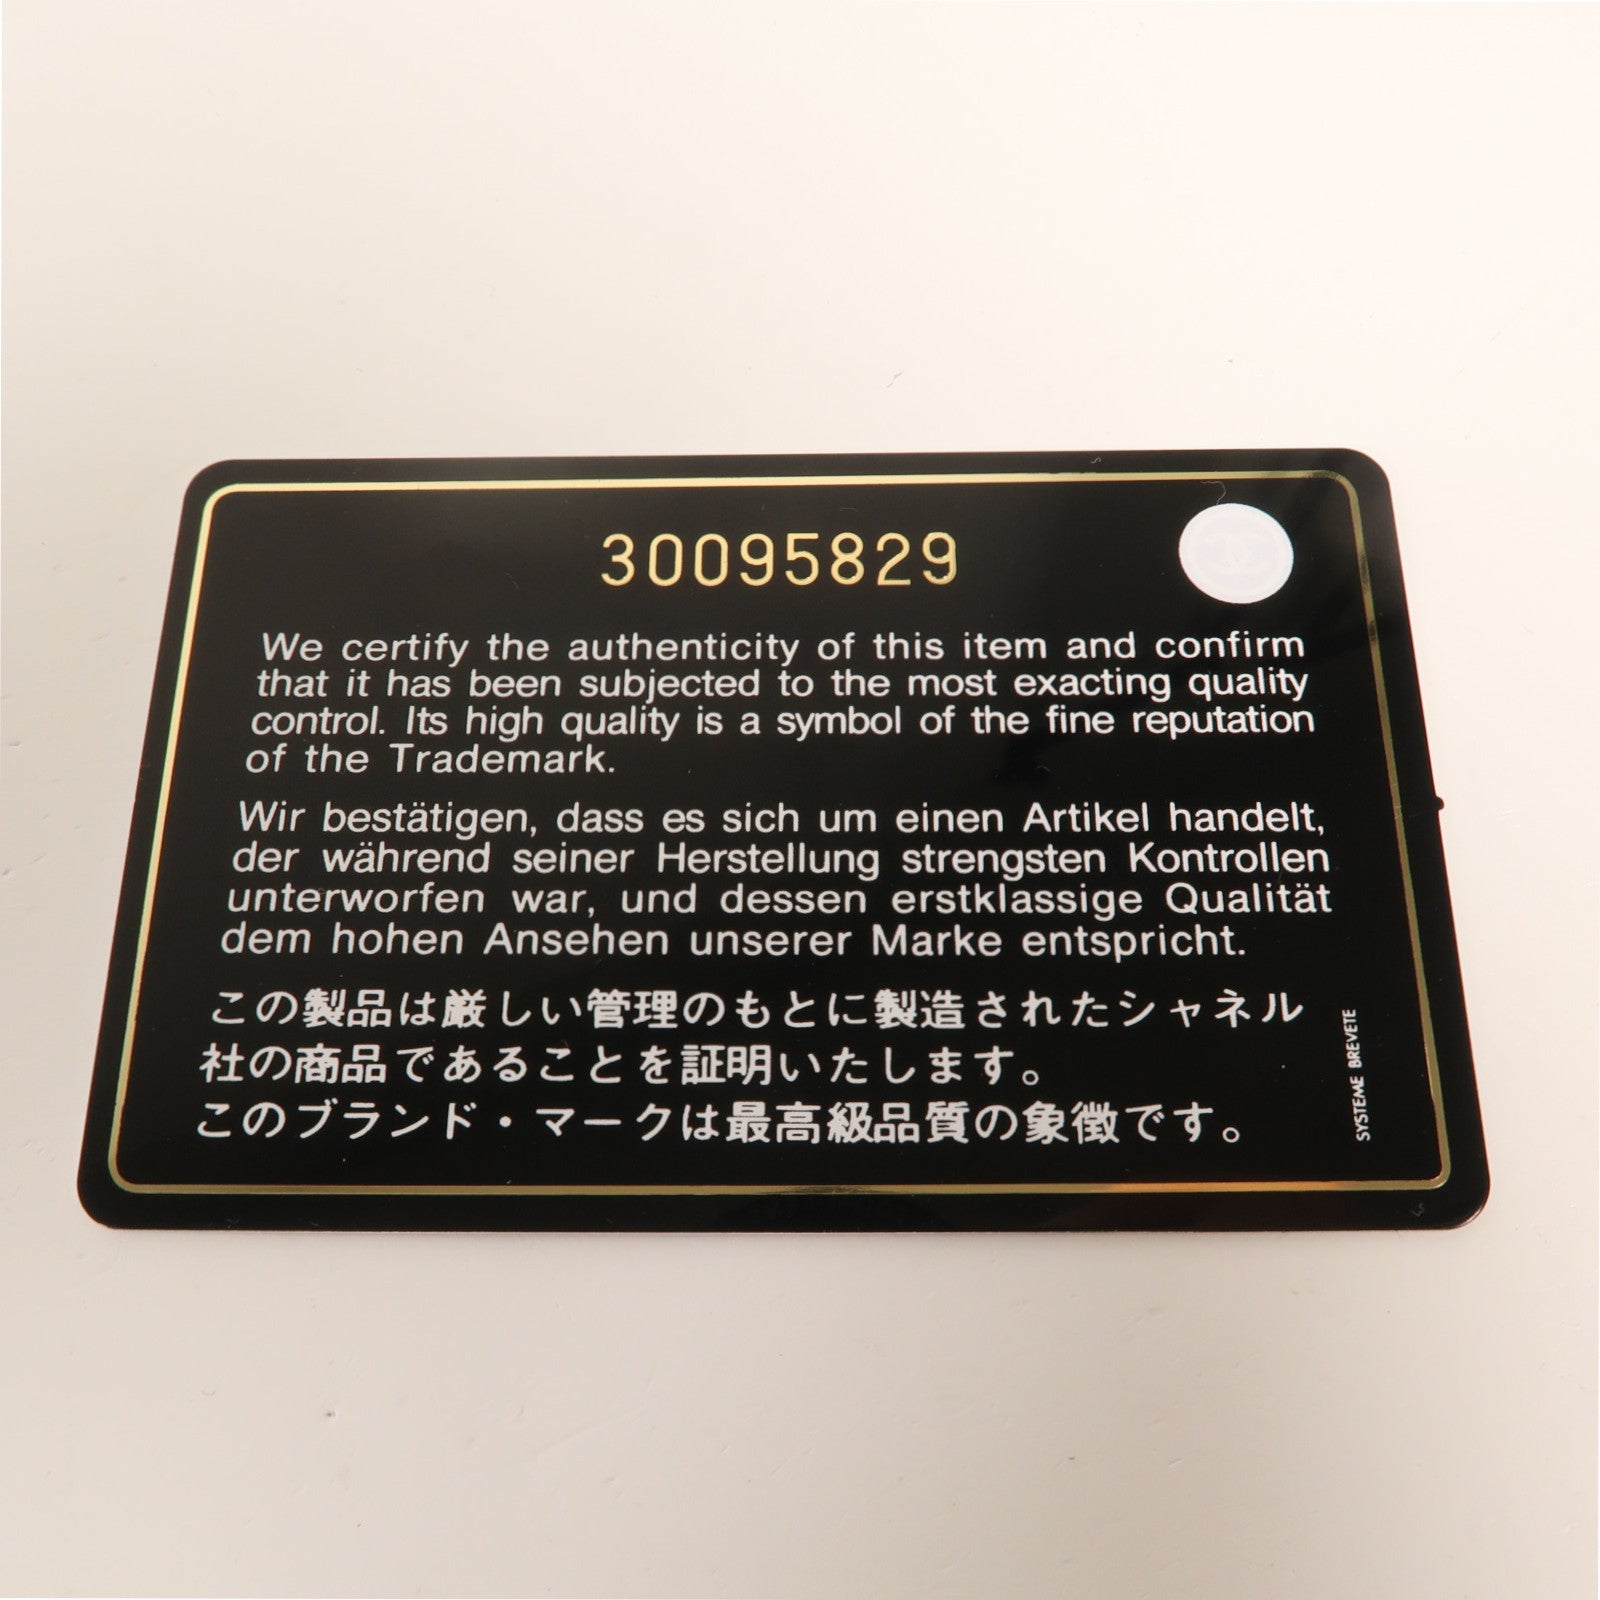 30095829
We certify the authenticity of this item and confirm
that it has been subjected to the most exacting quality
control. Its high quality is a symbol of the fine reputation
of the Trademark.
Wir bestätigen, dass es sich um einen Artikel handelt,
der während seiner Herstellung strengsten Kontrollen
unterworfen war, und dessen erstklassige Qualität
dem hohen Ansehen unserer Marke entspricht.
この製品は厳しい管理のもとに製造されたシャネル
社の商品であることを証明いたします。
このブランド・マークは最高級品質の象徴です。
SYSTEME BREVETE